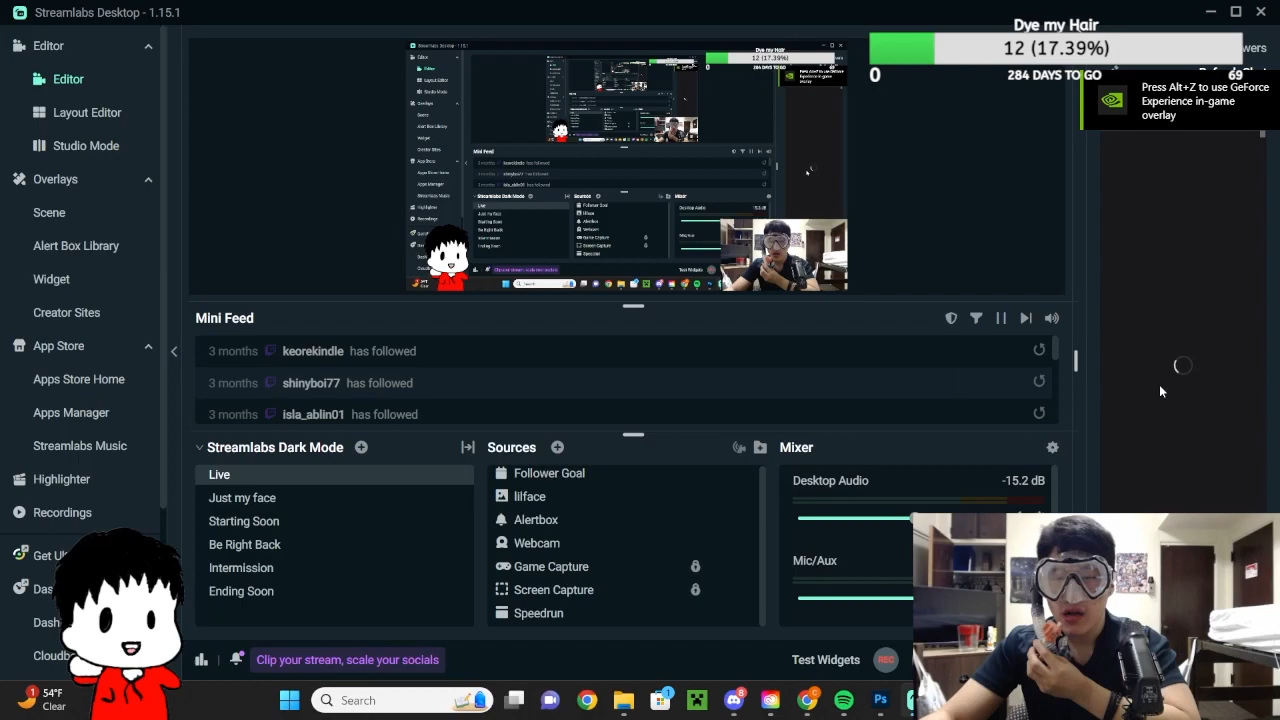 Streamlabs Desktop - 1.15.1
Dye my Hair
12 (17.39%)
0
284 DAYS TO GO
69
Press Alt+Z to use GeForce
Experience in-game
overlay
Editor
Editor
Layout Editor
Studio Mode
Overlays
Scene
Alert Box Library
Widget
Creator Sites
App Store
Apps Store Home
Apps Manager
Streamlabs Music
Highlighter
Recordings
Mini Feed
3 months keorekindle has followed
3 months shinyboi77 has followed
3 months isla_ablin01 has followed
Streamlabs Dark Mode
Live
Just my face
Starting Soon
Be Right Back
Intermission
Ending Soon
Sources
Follower Goal
lilface
Alertbox
Webcam
Game Capture
Screen Capture
Speedrun
Mixer
Desktop Audio -15.2 dB
Mic/Aux
Clip your stream, scale your socials
Test Widgets
REC
1
54°F
Clear
Search
1
8
C
Ps